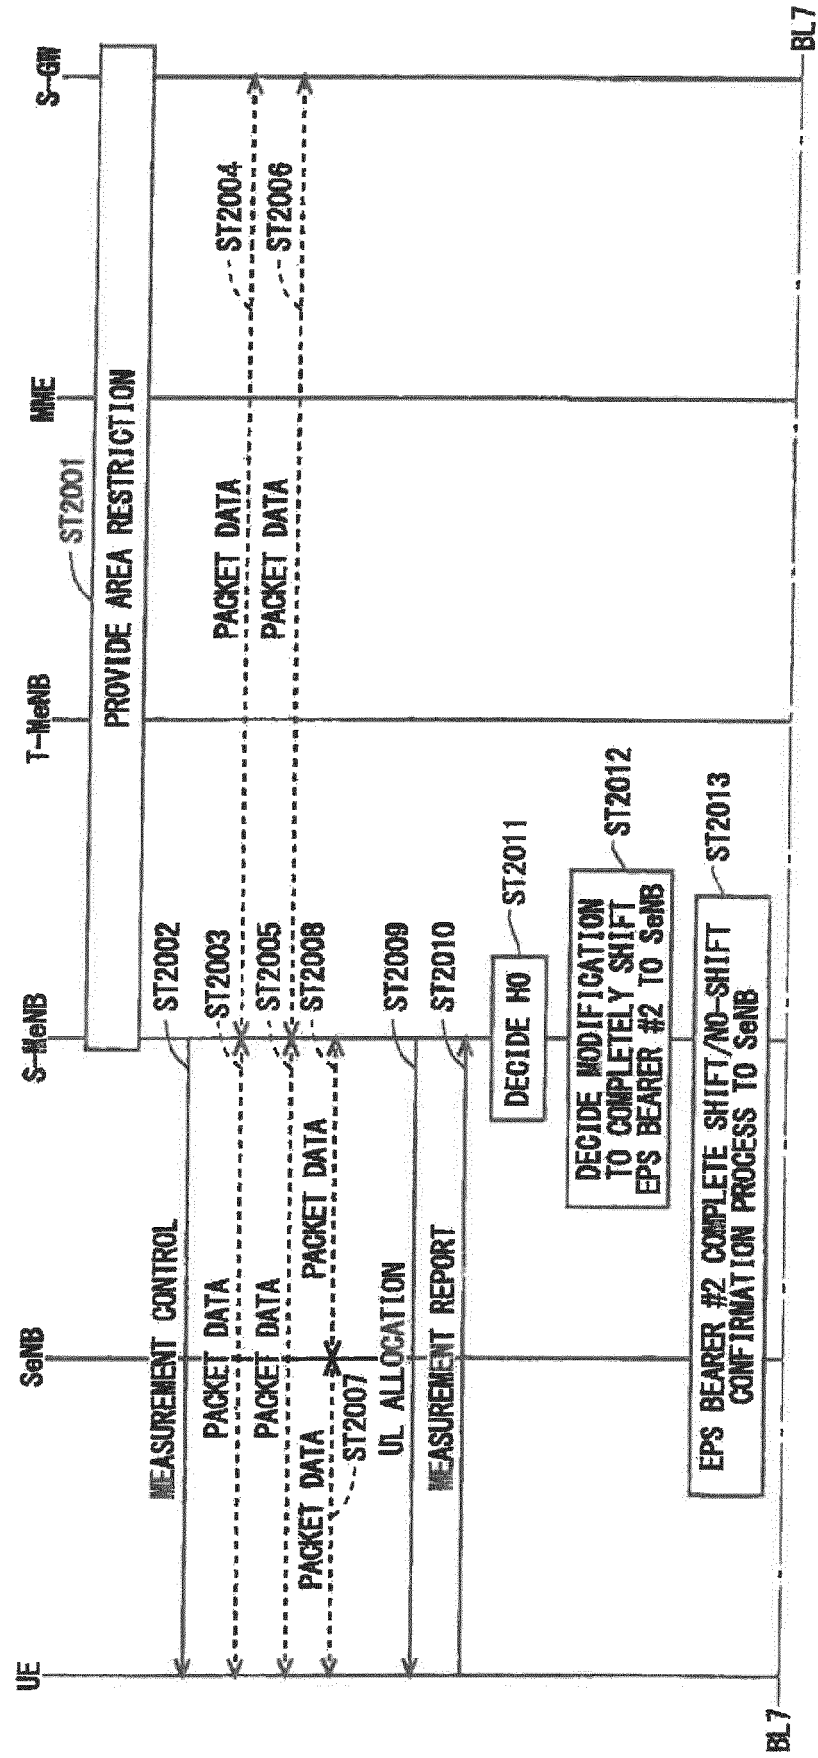 UE
SeNB
S-MeNB
T-MeNB
MME
S-GW
ST2001
PROVIDE AREA RESTRICTION
MEASUREMENT CONTROL
ST2002
PACKET DATA
ST2003
PACKET DATA
ST2004
PACKET DATA
ST2005
PACKET DATA
ST2006
PACKET DATA
ST2007
PACKET DATA
ST2008
UL ALLOCATION
ST2009
MEASUREMENT REPORT
ST2010
DECIDE HO
ST2011
DECIDE MODIFICATION
TO COMPLETELY SHIFT
EPS BEARER #2 TO SeNB
ST2012
EPS BEARER #2 COMPLETE SHIFT/NO-SHIFT
CONFIRMATION PROCESS TO SeNB
ST2013
BL7
BL7